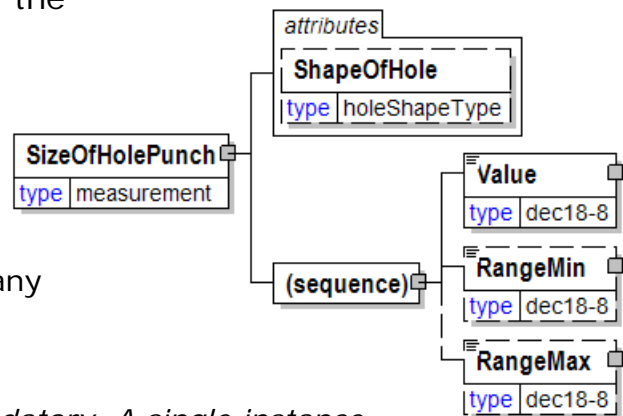 the
attributes
ShapeOfHole
type holeShapeType
SizeOfHolePunch
type measurement
Value
type dec18-8
any
(sequence)
RangeMin
type dec18-8
RangeMax
type dec18-8
A single instance